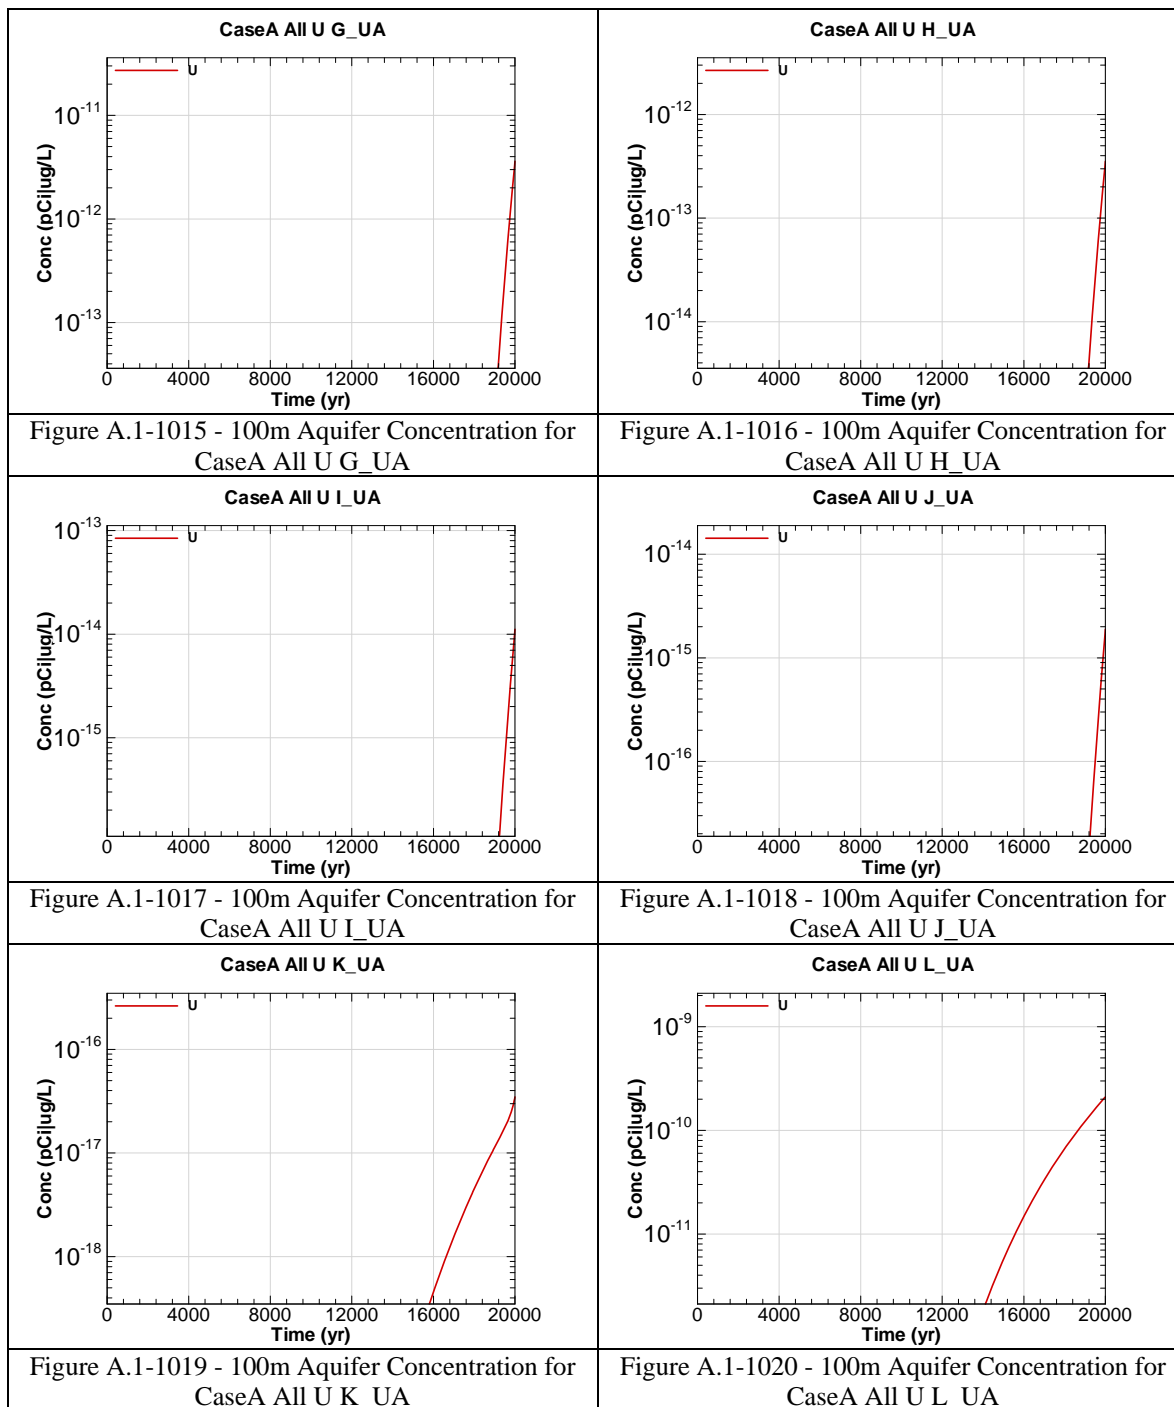 CaseA All U G_UA
U
10^-11
10^-12
10^-13
Conc (pCi|ug/L)
0 4000 8000 12000 16000 20000
Time (yr)
Figure A.1-1015 - 100m Aquifer Concentration for
CaseA All U G_UA
CaseA All U H_UA
U
10^-12
10^-13
10^-14
Conc (pCi|ug/L)
0 4000 8000 12000 16000 20000
Time (yr)
Figure A.1-1016 - 100m Aquifer Concentration for
CaseA All U H_UA
CaseA All U I_UA
U
10^-13
10^-14
10^-15
Conc (pCi|ug/L)
0 4000 8000 12000 16000 20000
Time (yr)
Figure A.1-1017 - 100m Aquifer Concentration for
CaseA All U I_UA
CaseA All U J_UA
U
10^-14
10^-15
10^-16
Conc (pCi|ug/L)
0 4000 8000 12000 16000 20000
Time (yr)
Figure A.1-1018 - 100m Aquifer Concentration for
CaseA All U J_UA
CaseA All U K_UA
U
10^-16
10^-17
10^-18
Conc (pCi|ug/L)
0 4000 8000 12000 16000 20000
Time (yr)
Figure A.1-1019 - 100m Aquifer Concentration for
CaseA All U K_UA
CaseA All U L_UA
U
10^-9
10^-10
10^-11
Conc (pCi|ug/L)
0 4000 8000 12000 16000 20000
Time (yr)
Figure A.1-1020 - 100m Aquifer Concentration for
CaseA All U L_UA